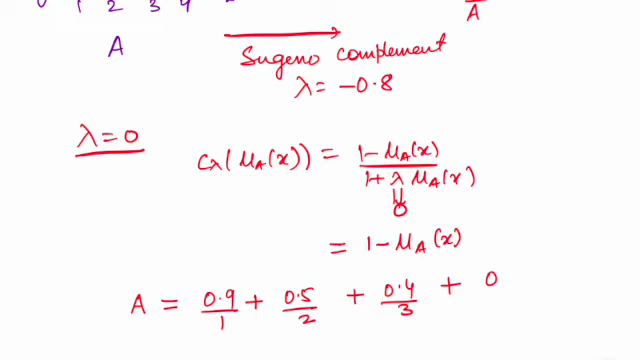 1 2 3 4
A
A
Sugeno complement
λ = -0.8
λ = 0
Cλ(μA(x)) = 1-μA(x) / 1+ λ μA(x)
0
= 1-μA(x)
A = 0.9/1 + 0.5/2 + 0.4/3 + 0